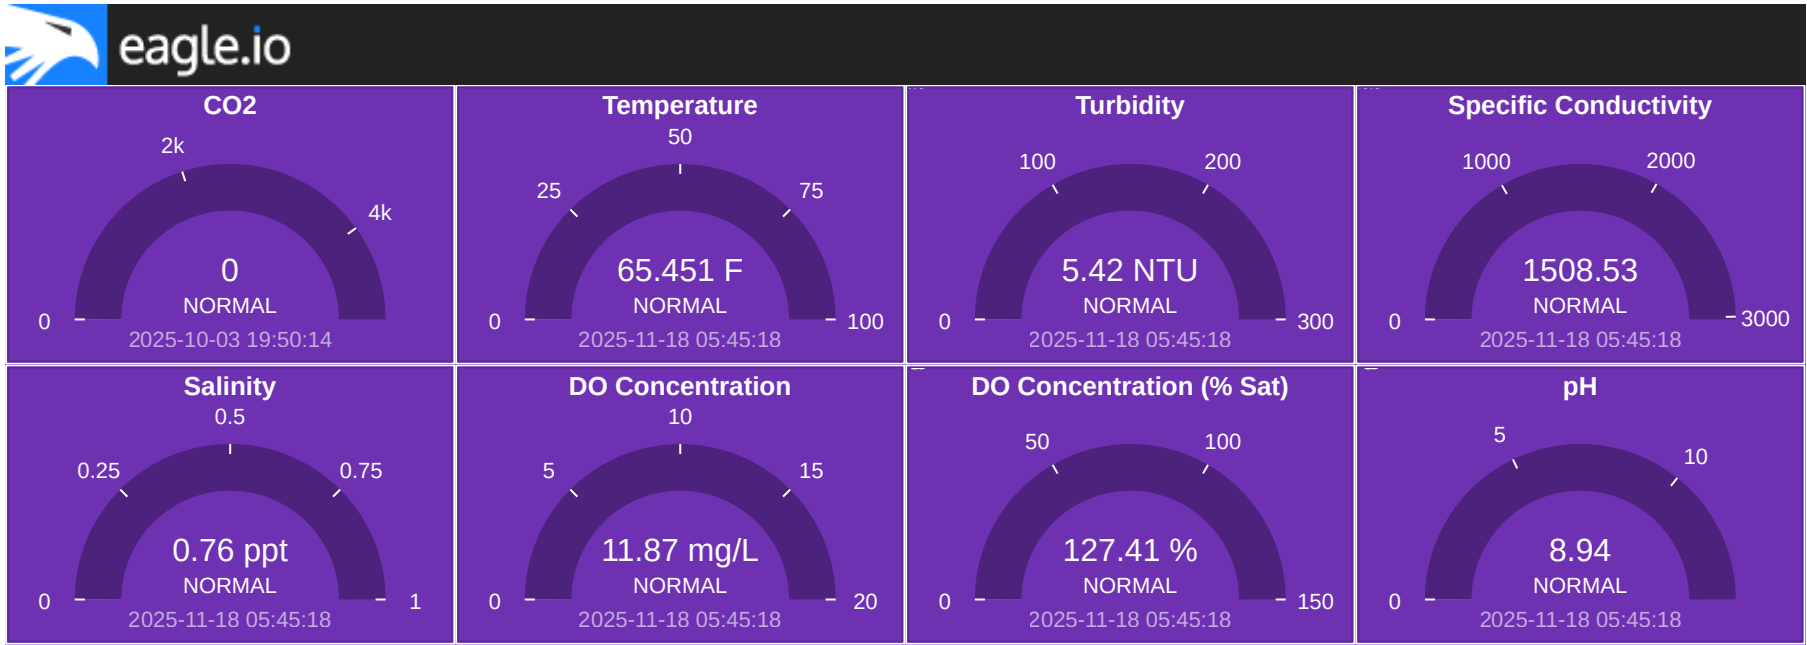 eagle.io
CO2
2k
4k
0
0
NORMAL
2025-10-03 19:50:14
Temperature
50
25
75
65.451 F
NORMAL
0
100
2025-11-18 05:45:18
Turbidity
100
200
5.42 NTU
NORMAL
0
300
2025-11-18 05:45:18
Specific Conductivity
1000
2000
1508.53
NORMAL
0
3000
2025-11-18 05:45:18
Salinity
0.5
0.25
0.75
0.76 ppt
NORMAL
0
1
2025-11-18 05:45:18
DO Concentration
10
5
15
11.87 mg/L
NORMAL
0
20
2025-11-18 05:45:18
DO Concentration (% Sat)
50
100
127.41 %
NORMAL
0
150
2025-11-18 05:45:18
pH
5
10
8.94
NORMAL
0
2025-11-18 05:45:18